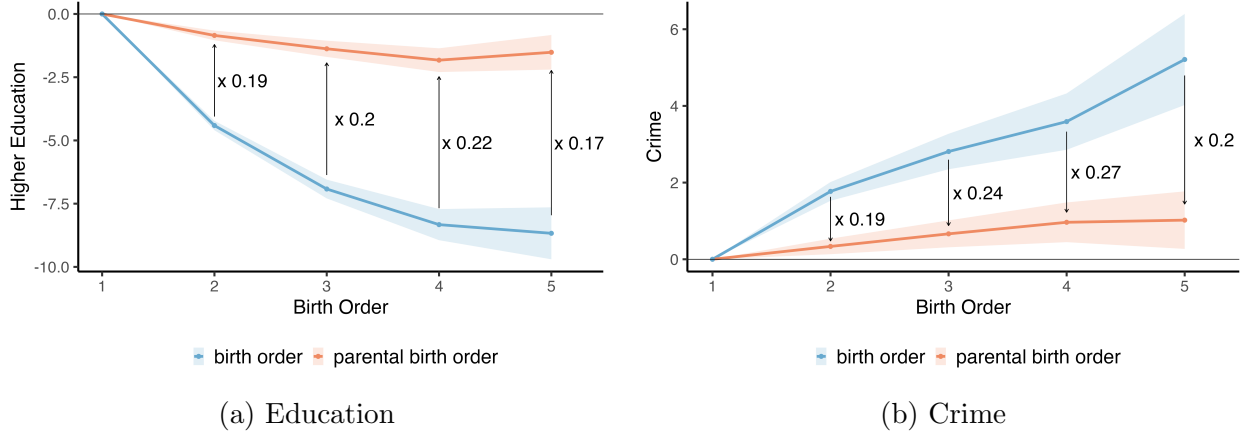 Higher Education
0.0
-2.5
-5.0
-7.5
-10.0
x 0.19
x 0.2
x 0.22
x 0.17
1 2 3 4 5
Birth Order
birth order parental birth order
(a) Education
Crime
6
4
2
0
x 0.19
x 0.24
x 0.27
x 0.2
1 2 3 4 5
Birth Order
birth order parental birth order
(b) Crime